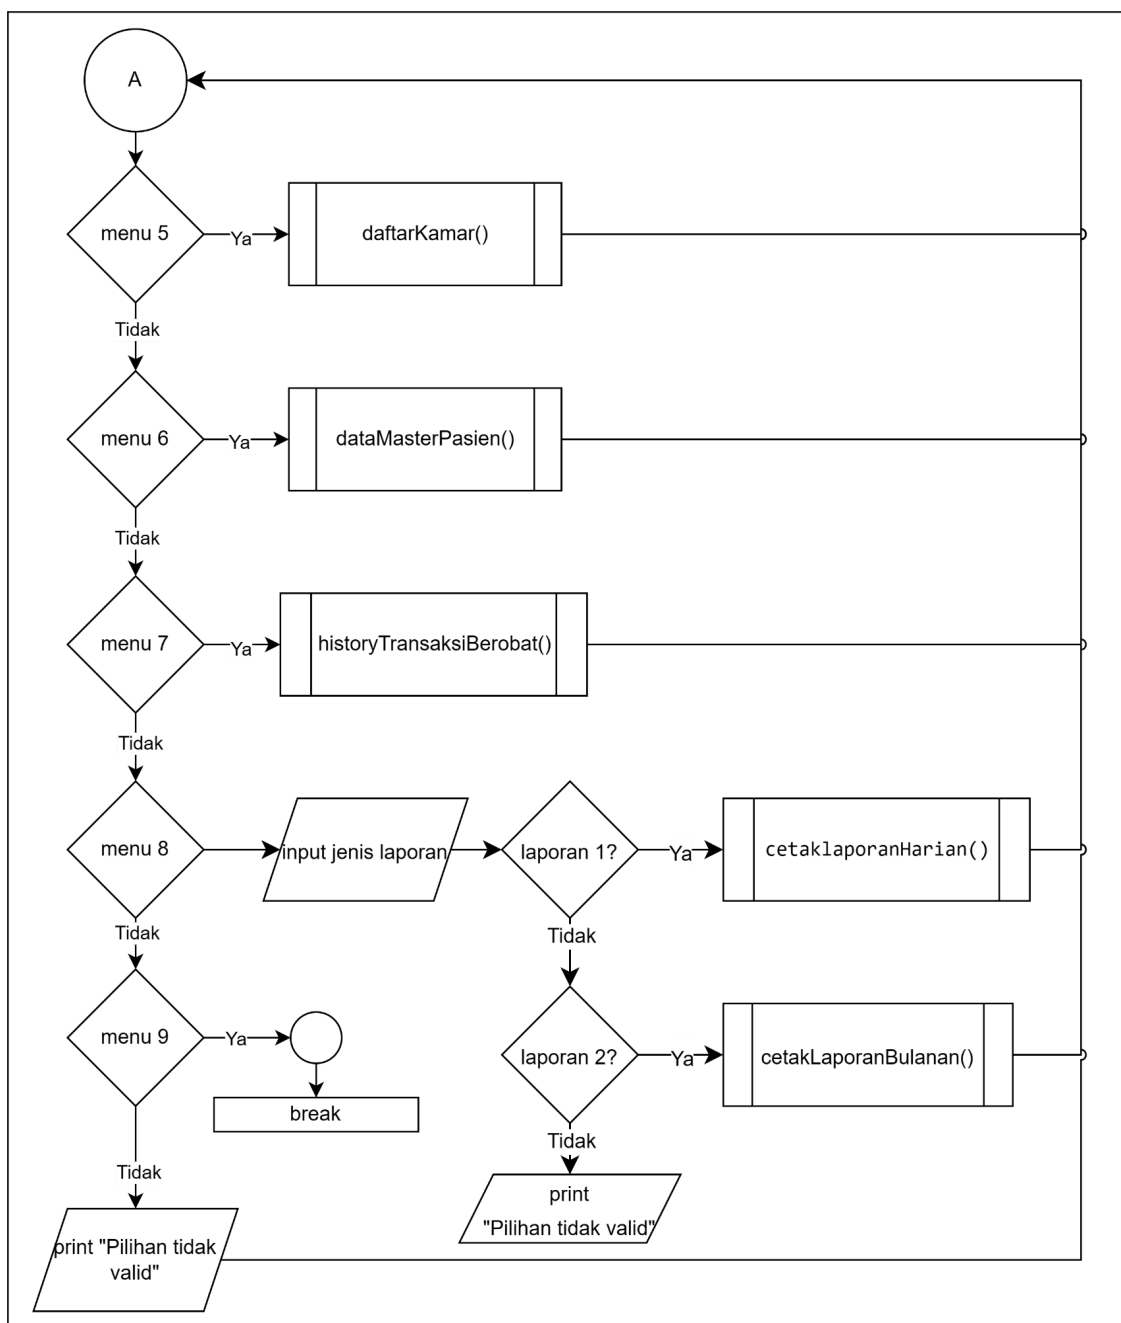 A
menu 5
Ya
daftarKamar()
Tidak
menu 6
Ya
dataMasterPasien()
Tidak
menu 7
Ya
historyTransaksiBerobat()
Tidak
menu 8
input jenis laporan
laporan 1?
Ya
cetaklaporanHarian()
Tidak
Tidak
menu 9
Ya
laporan 2?
Ya
cetakLaporanBulanan()
break
Tidak
Tidak
print
"Pilihan tidak valid"
print "Pilihan tidak
valid"